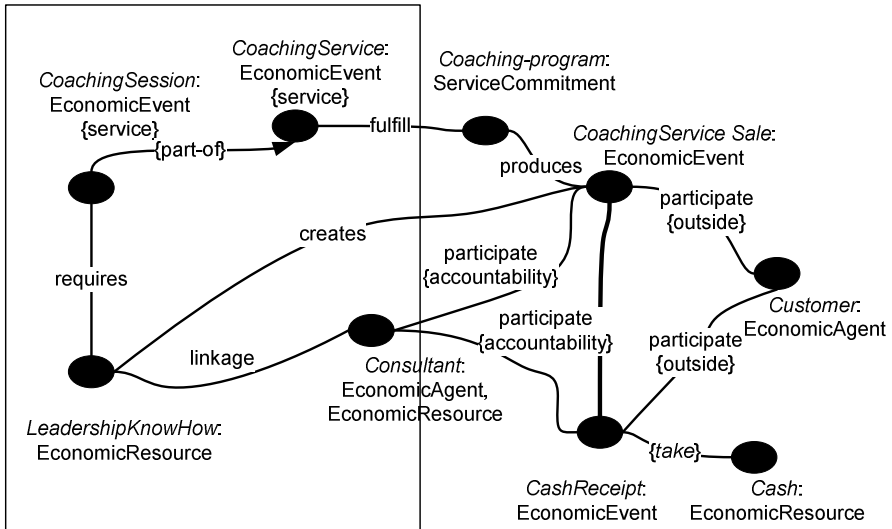 CoachingService:
EconomicEvent
{service}
Coaching-program:
ServiceCommitment
CoachingSession:
EconomicEvent
{service}
{part-of}
fulfill
CoachingService Sale:
EconomicEvent
produces
participate
{outside}
creates
participate
{accountability}
requires
Customer:
EconomicAgent
participate
{accountability}
participate
{outside}
linkage
Consultant:
EconomicAgent,
EconomicResource
LeadershipKnowHow:
EconomicResource
{take}
CashReceipt:
EconomicEvent
Cash:
EconomicResource